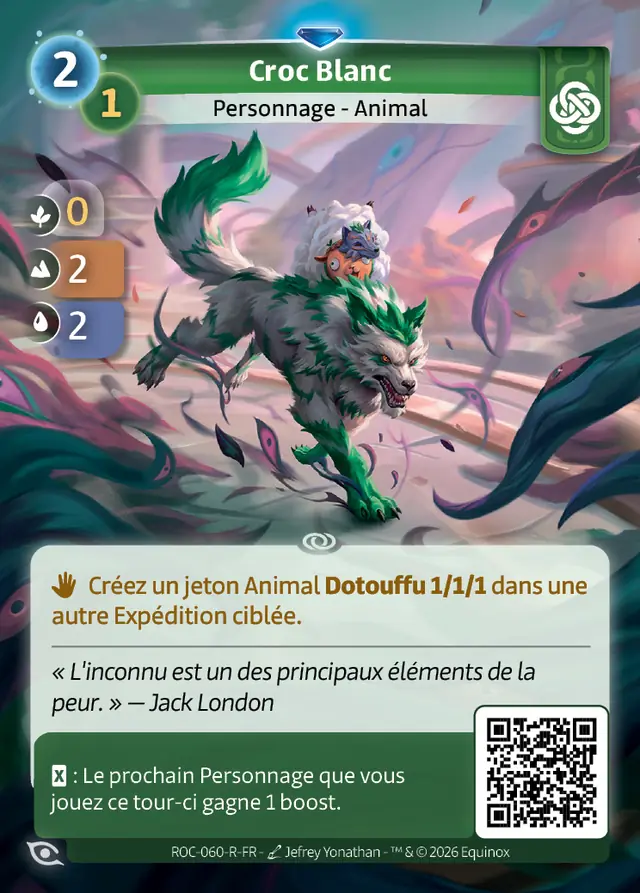 2
Croc Blanc
1
Personnage - Animal
0
2
2
Créez un jeton Animal Dotouffu 1/1/1 dans une
autre Expédition ciblée.
« L'inconnu est un des principaux éléments de la
peur. » — Jack London
X : Le prochain Personnage que vous
jouez ce tour-ci gagne 1 boost.
ROC-060-R-FR - Jefrey Yonathan - ™ & © 2026 Equinox